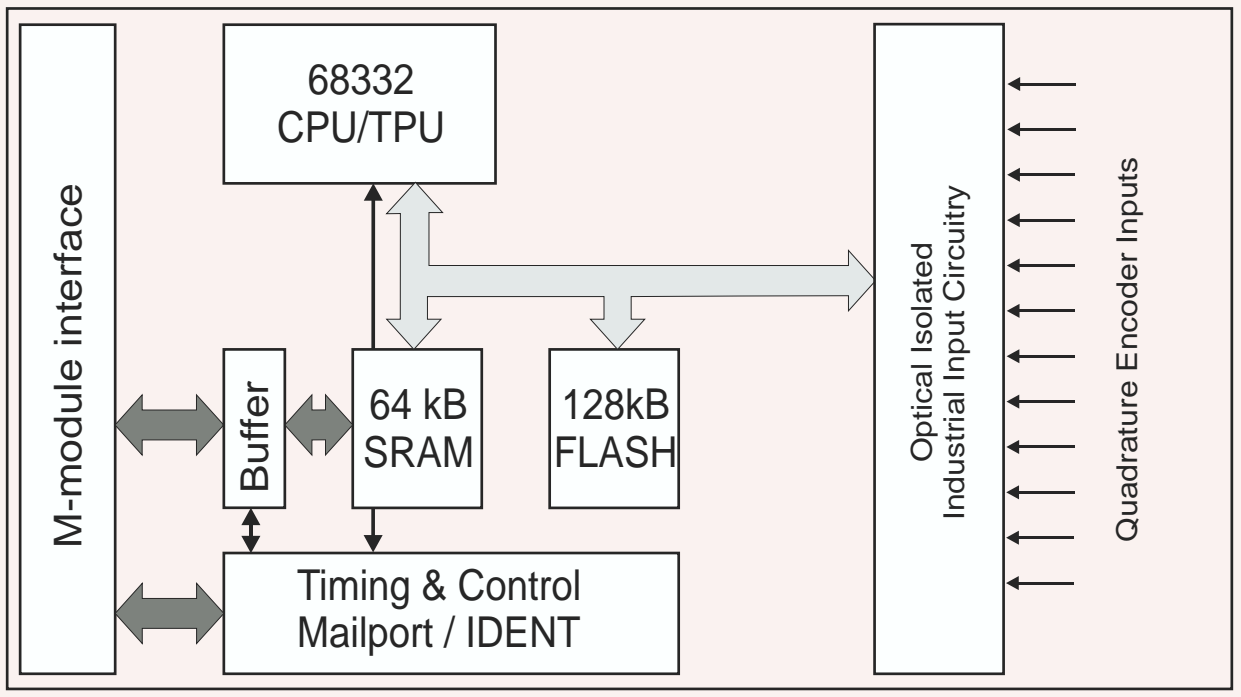 M-module interface
68332
CPU/TPU
Buffer
64 kB
SRAM
128kB
FLASH
Timing & Control
Mailport / IDENT
Optical Isolated
Industrial Input Circuitry
Quadrature Encoder Inputs